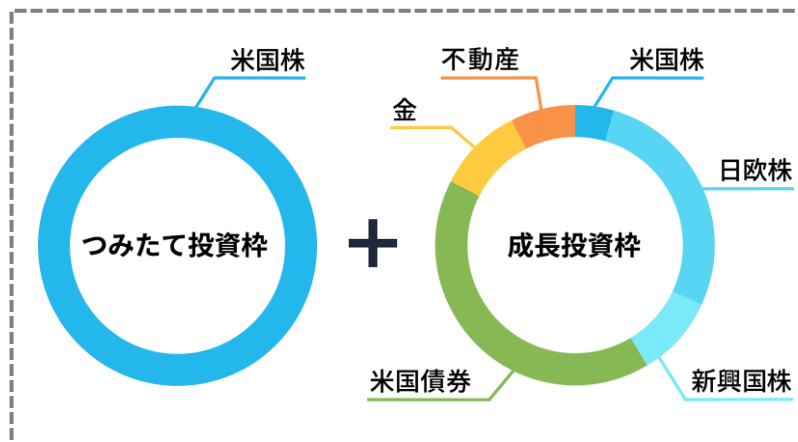 米国株
つみたて投資枠
+
不動産
米国株
金
日欧株
成長投資枠
米国債券
新興国株